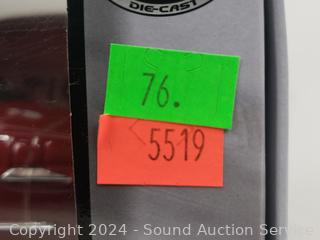 DIE-CAST
76.
5519
Copyright 2024 - Sound Auction Service